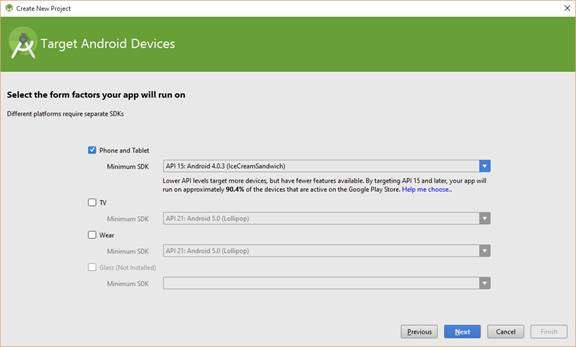 Create New Project
Target Android Devices
Select the form factors your app will run on
Different platforms require separate SDKs
Phone and Tablet
Minimum SDK
API 15: Android 4.0.3 (IceCreamSandwich)
Lower API levels target more devices, but have fewer features available. By targeting API 15 and later, your app will
run on approximately 90.4% of the devices that are active on the Google Play Store. Help me choose..
TV
Minimum SDK
API 21: Android 5.0 (Lollipop)
Wear
Minimum SDK
API 21: Android 5.0 (Lollipop)
Glass (Not Installed)
Minimum SDK
Previous
Next
Cancel
Finish